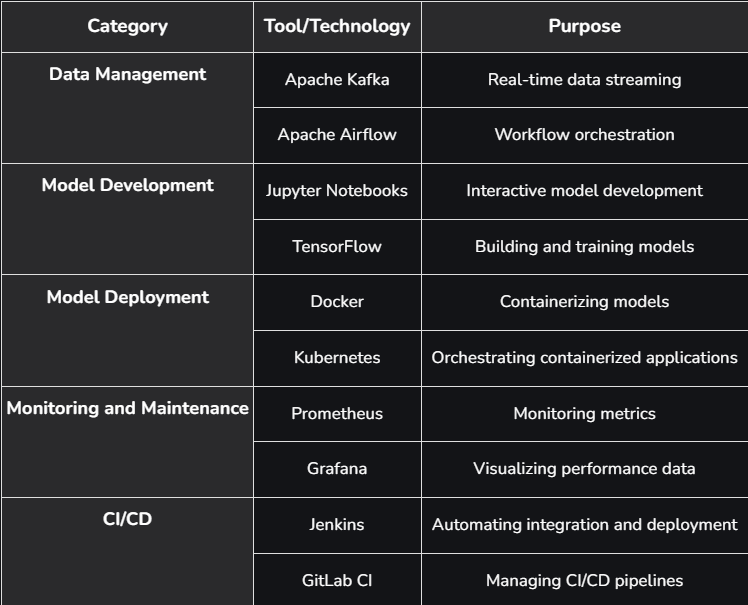 Category Tool/Technology Purpose
Data Management Apache Kafka Real-time data streaming
Apache Airflow Workflow orchestration
Model Development Jupyter Notebooks Interactive model development
TensorFlow Building and training models
Model Deployment Docker Containerizing models
Kubernetes Orchestrating containerized applications
Monitoring and Maintenance Prometheus Monitoring metrics
Grafana Visualizing performance data
CI/CD Jenkins Automating integration and deployment
GitLab CI Managing CI/CD pipelines